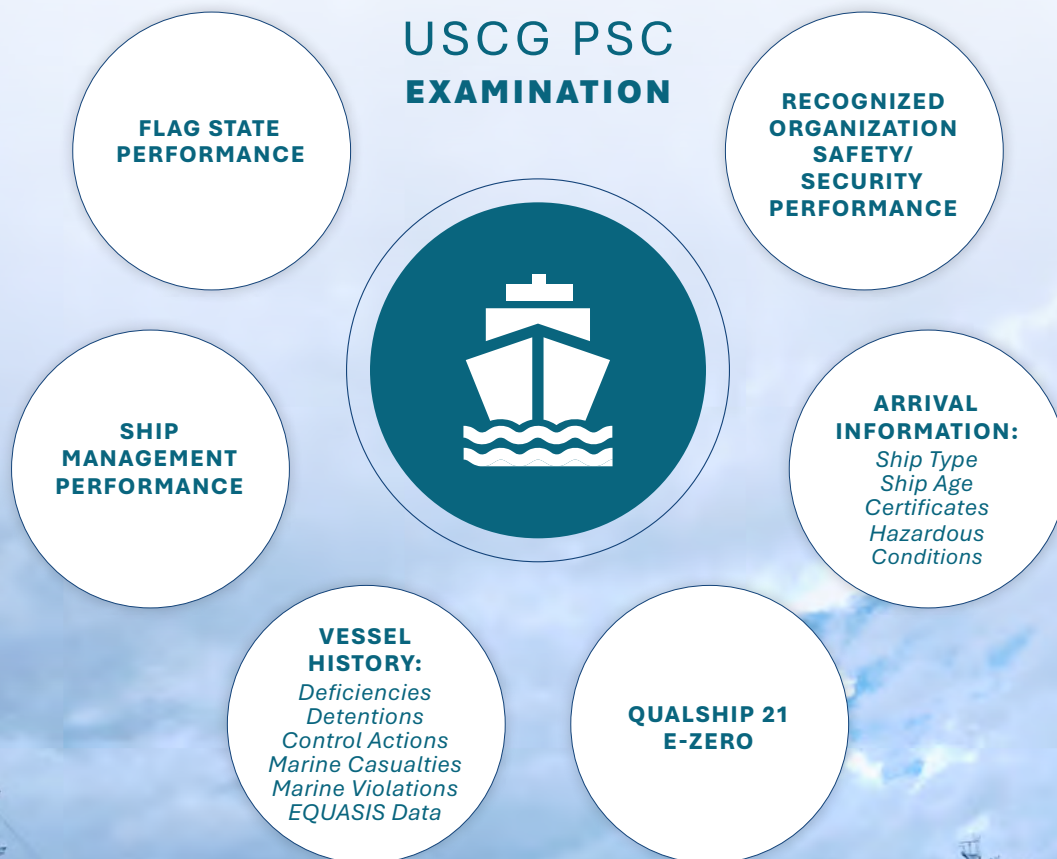 USCG PSC
EXAMINATION
FLAG STATE
PERFORMANCE
RECOGNIZED
ORGANIZATION
SAFETY/
SECURITY
PERFORMANCE
SHIP
MANAGEMENT
PERFORMANCE
ARRIVAL
INFORMATION:
Ship Type
Ship Age
Certificates
Hazardous
Conditions
VESSEL
HISTORY:
Deficiencies
Detentions
Control Actions
Marine Casualties
Marine Violations
EQUASIS Data
QUALSHIP 21
E-ZERO